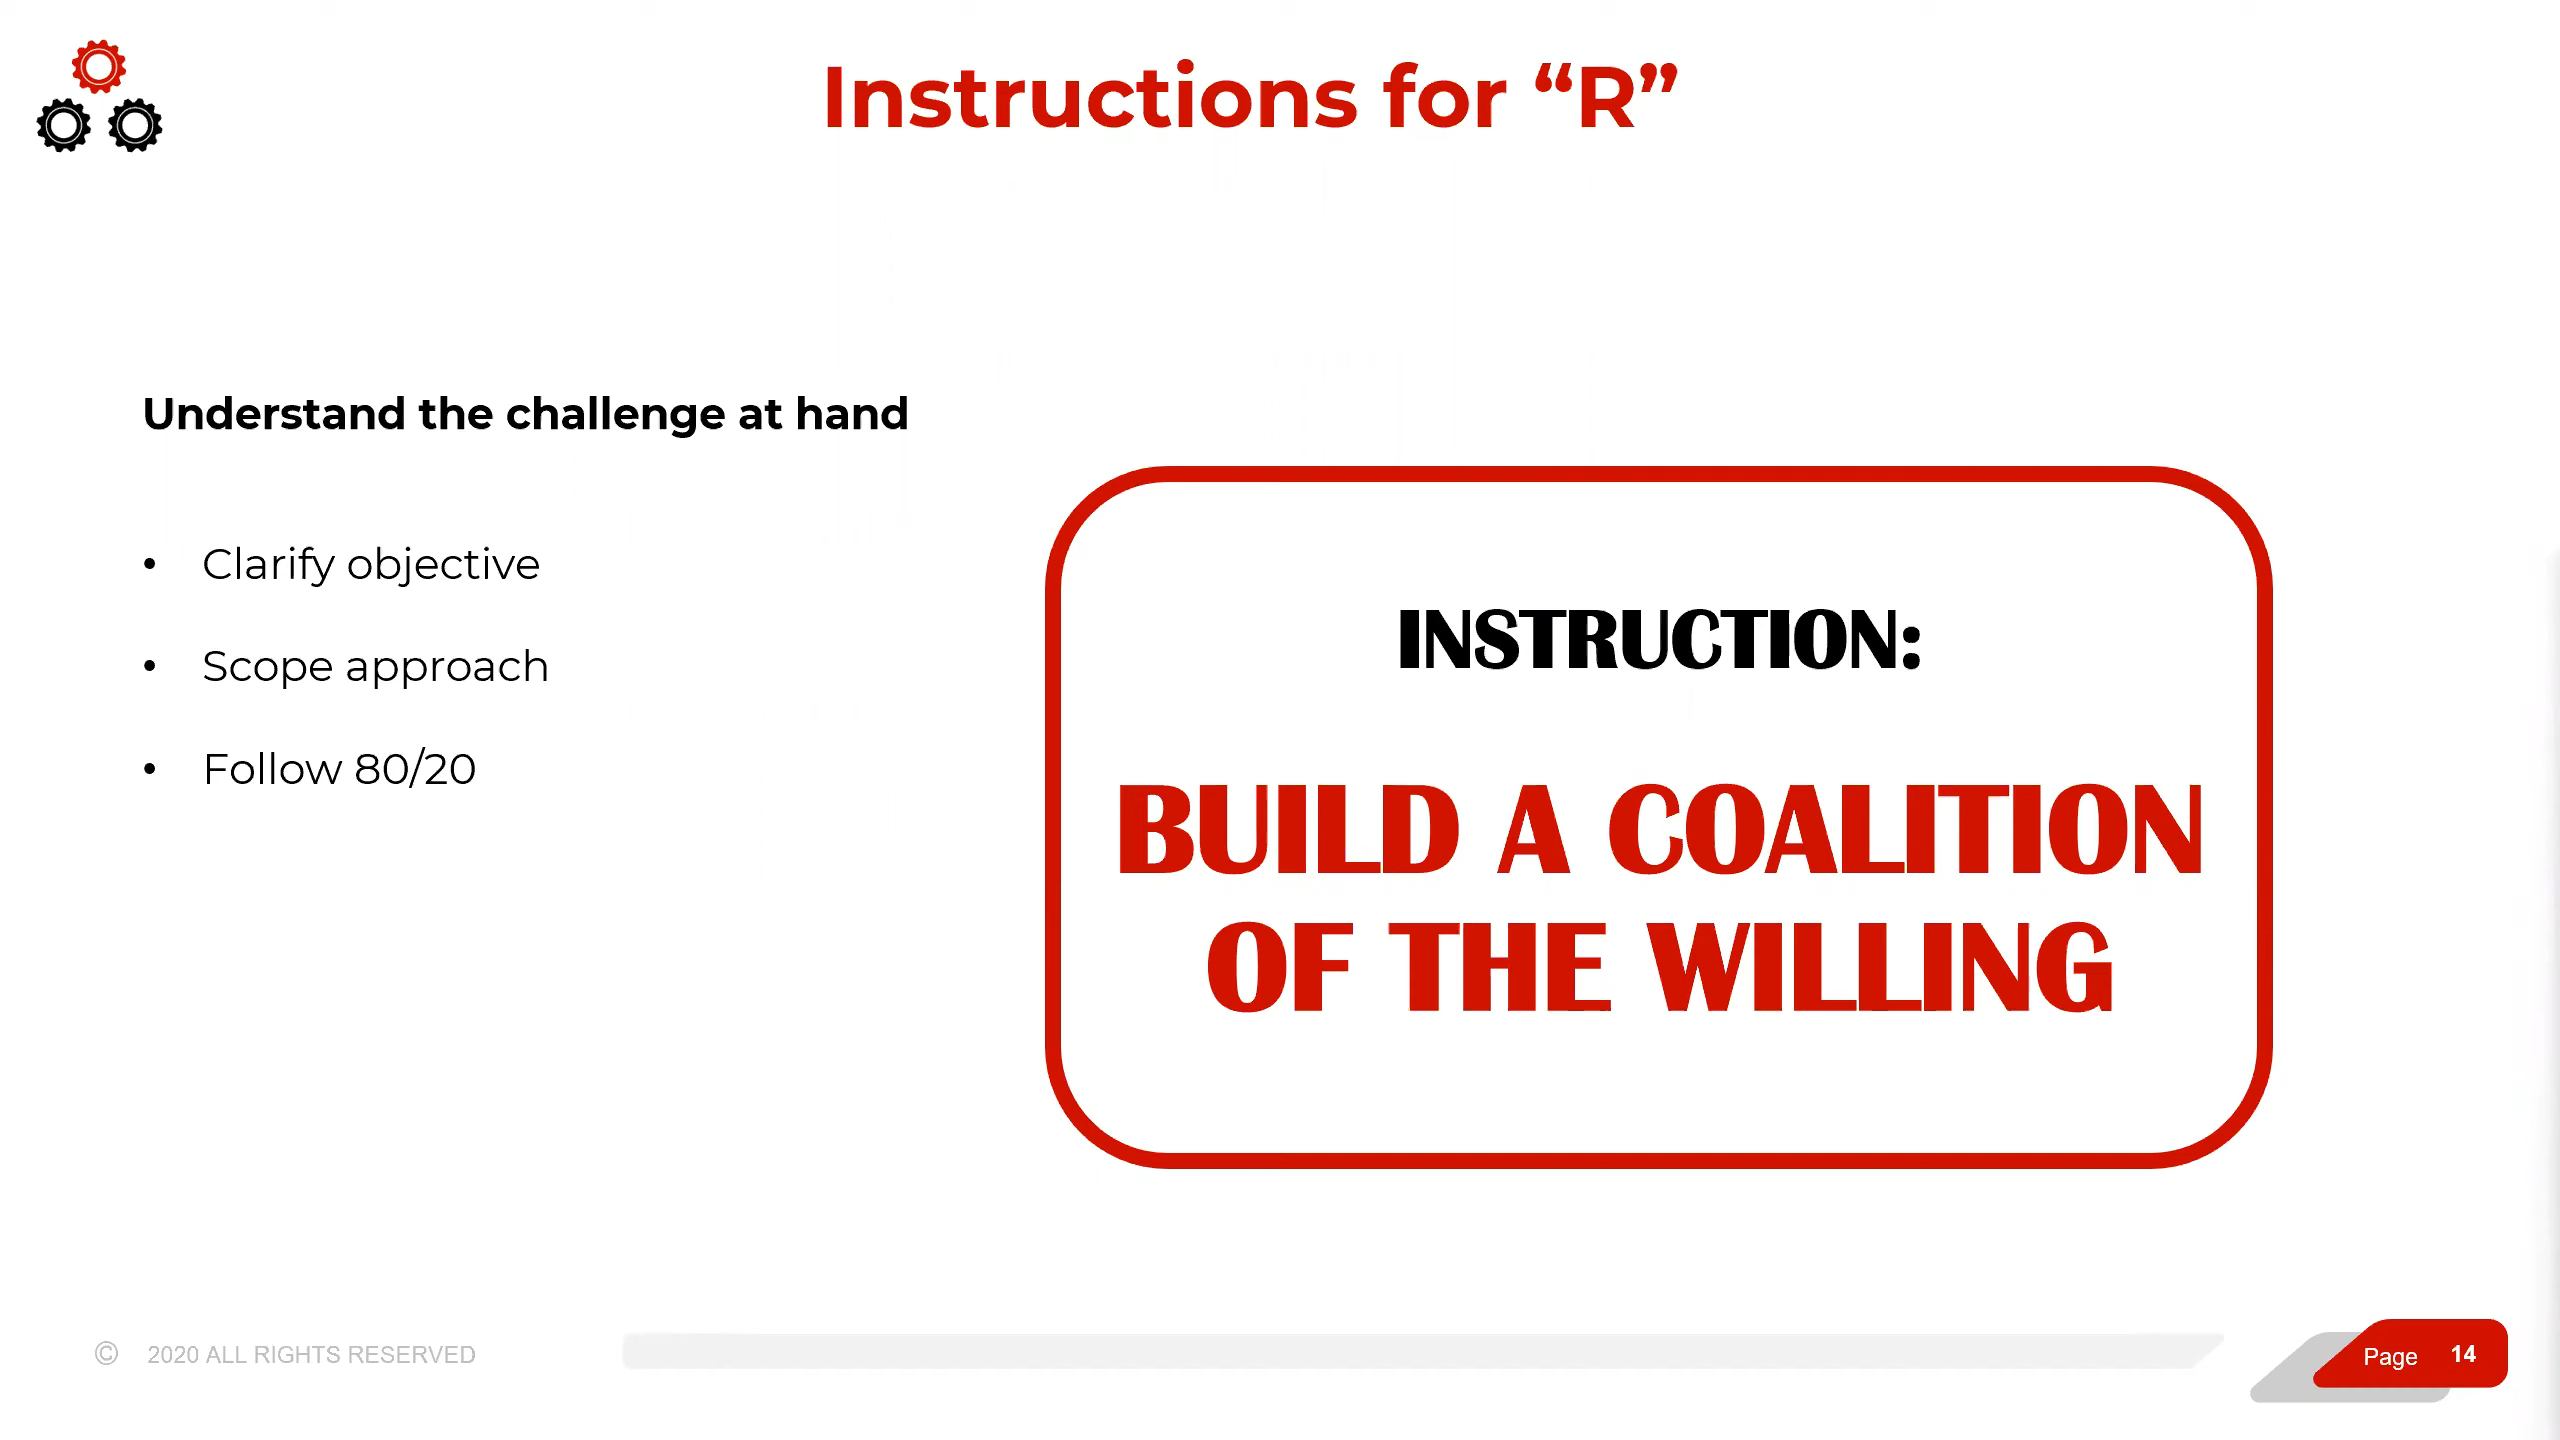 Instructions for “R”
Understand the challenge at hand
• Clarify objective
• Scope approach
• Follow 80/20
INSTRUCTION:
BUILD A COALITION
OF THE WILLING
© 2020 ALL RIGHTS RESERVED
Page 14